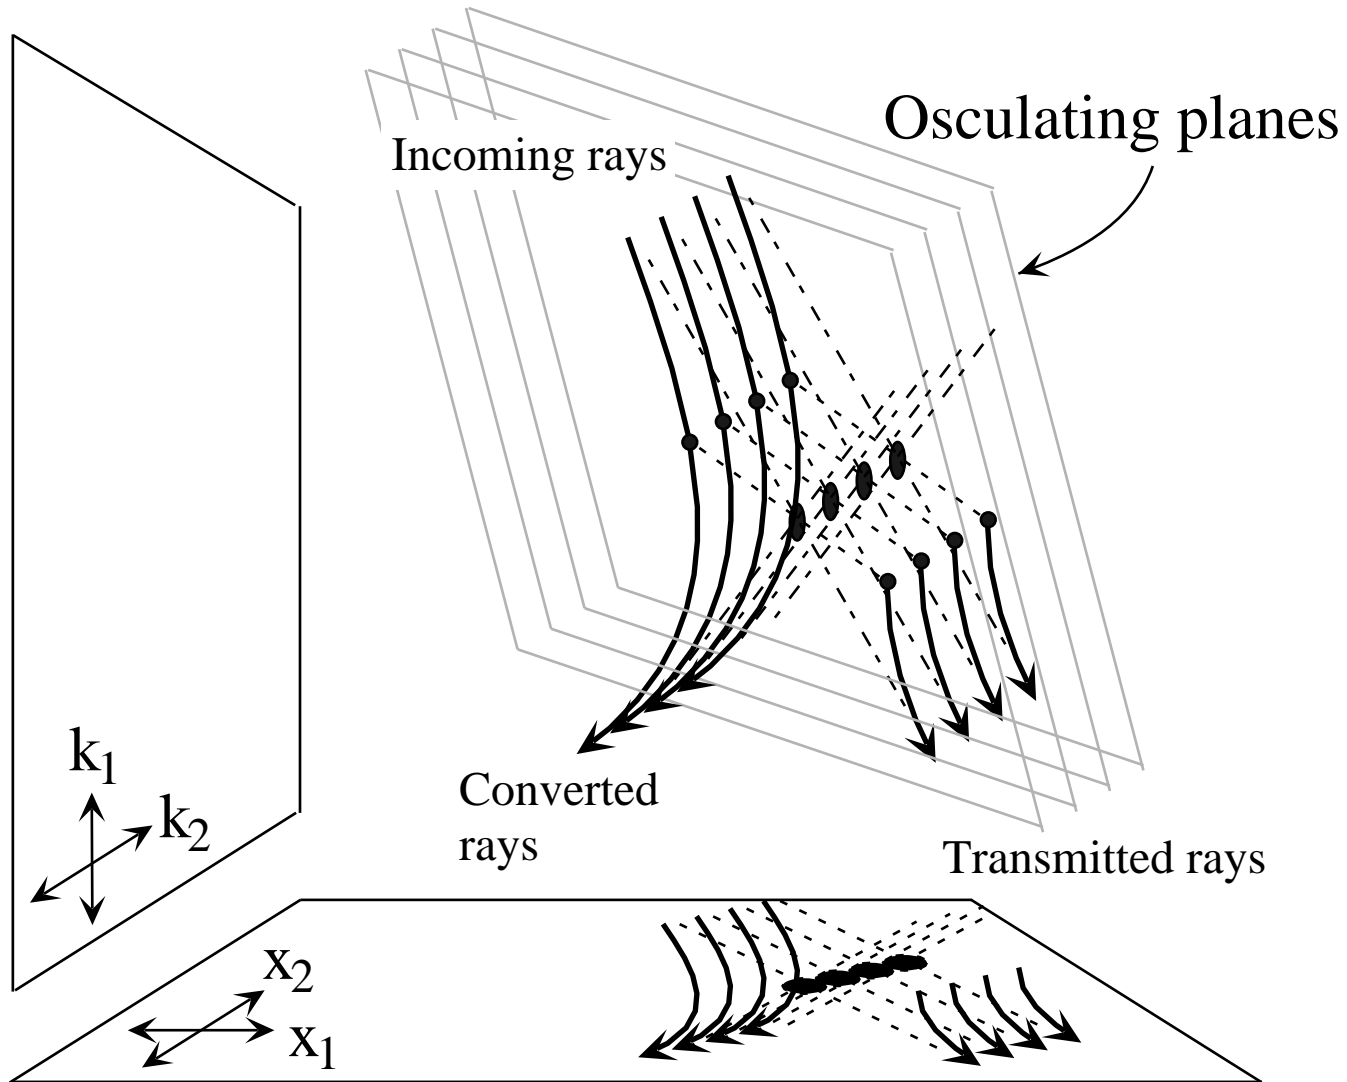 Osculating planes
Incoming rays
k1
k2
Converted
rays
Transmitted rays
x2
x1